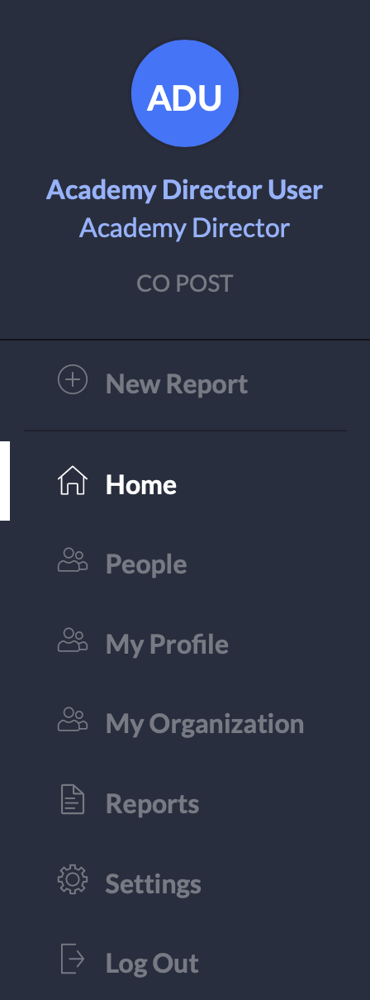 ADU
Academy Director User
Academy Director
CO POST
New Report
Home
People
My Profile
My Organization
Reports
Settings
Log Out